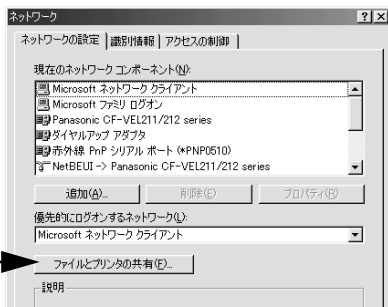 ネットワーク
ネットワークの設定 識別情報 アクセスの制御
現在のネットワーク コンポーネント(N):
Microsoft ネットワーク クライアント
Microsoft ファミリ ログオン
Panasonic CF-VEL211/212 series
ダイヤルアップ アダプタ
赤外線 PnP シリアル ポート (*PNP0510)
NetBEUI -> Panasonic CF-VEL211/212 series
追加(A)... 削除(E) プロパティ(R)
優先的にログオンするネットワーク(L):
Microsoft ネットワーク クライアント
ファイルとプリンタの共有(F)...
説明